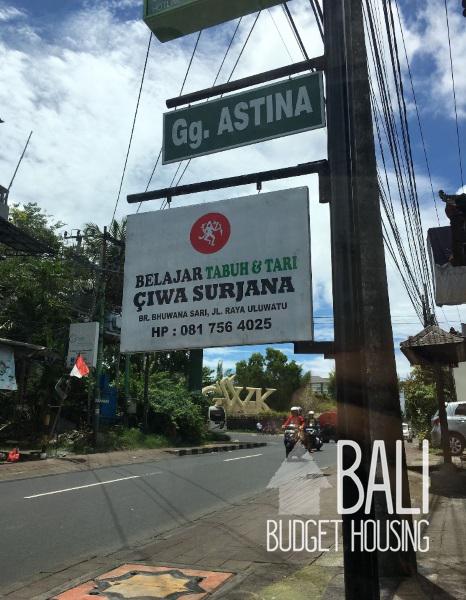 Gg. ASTINA
BELAJAR TABUH & TARI
ÇIWA SURJANA
BR. BHUWANA SARI, JL. RAYA ULUWATU
HP : 081 756 4025
GWK
BALI
BUDGET HOUSING